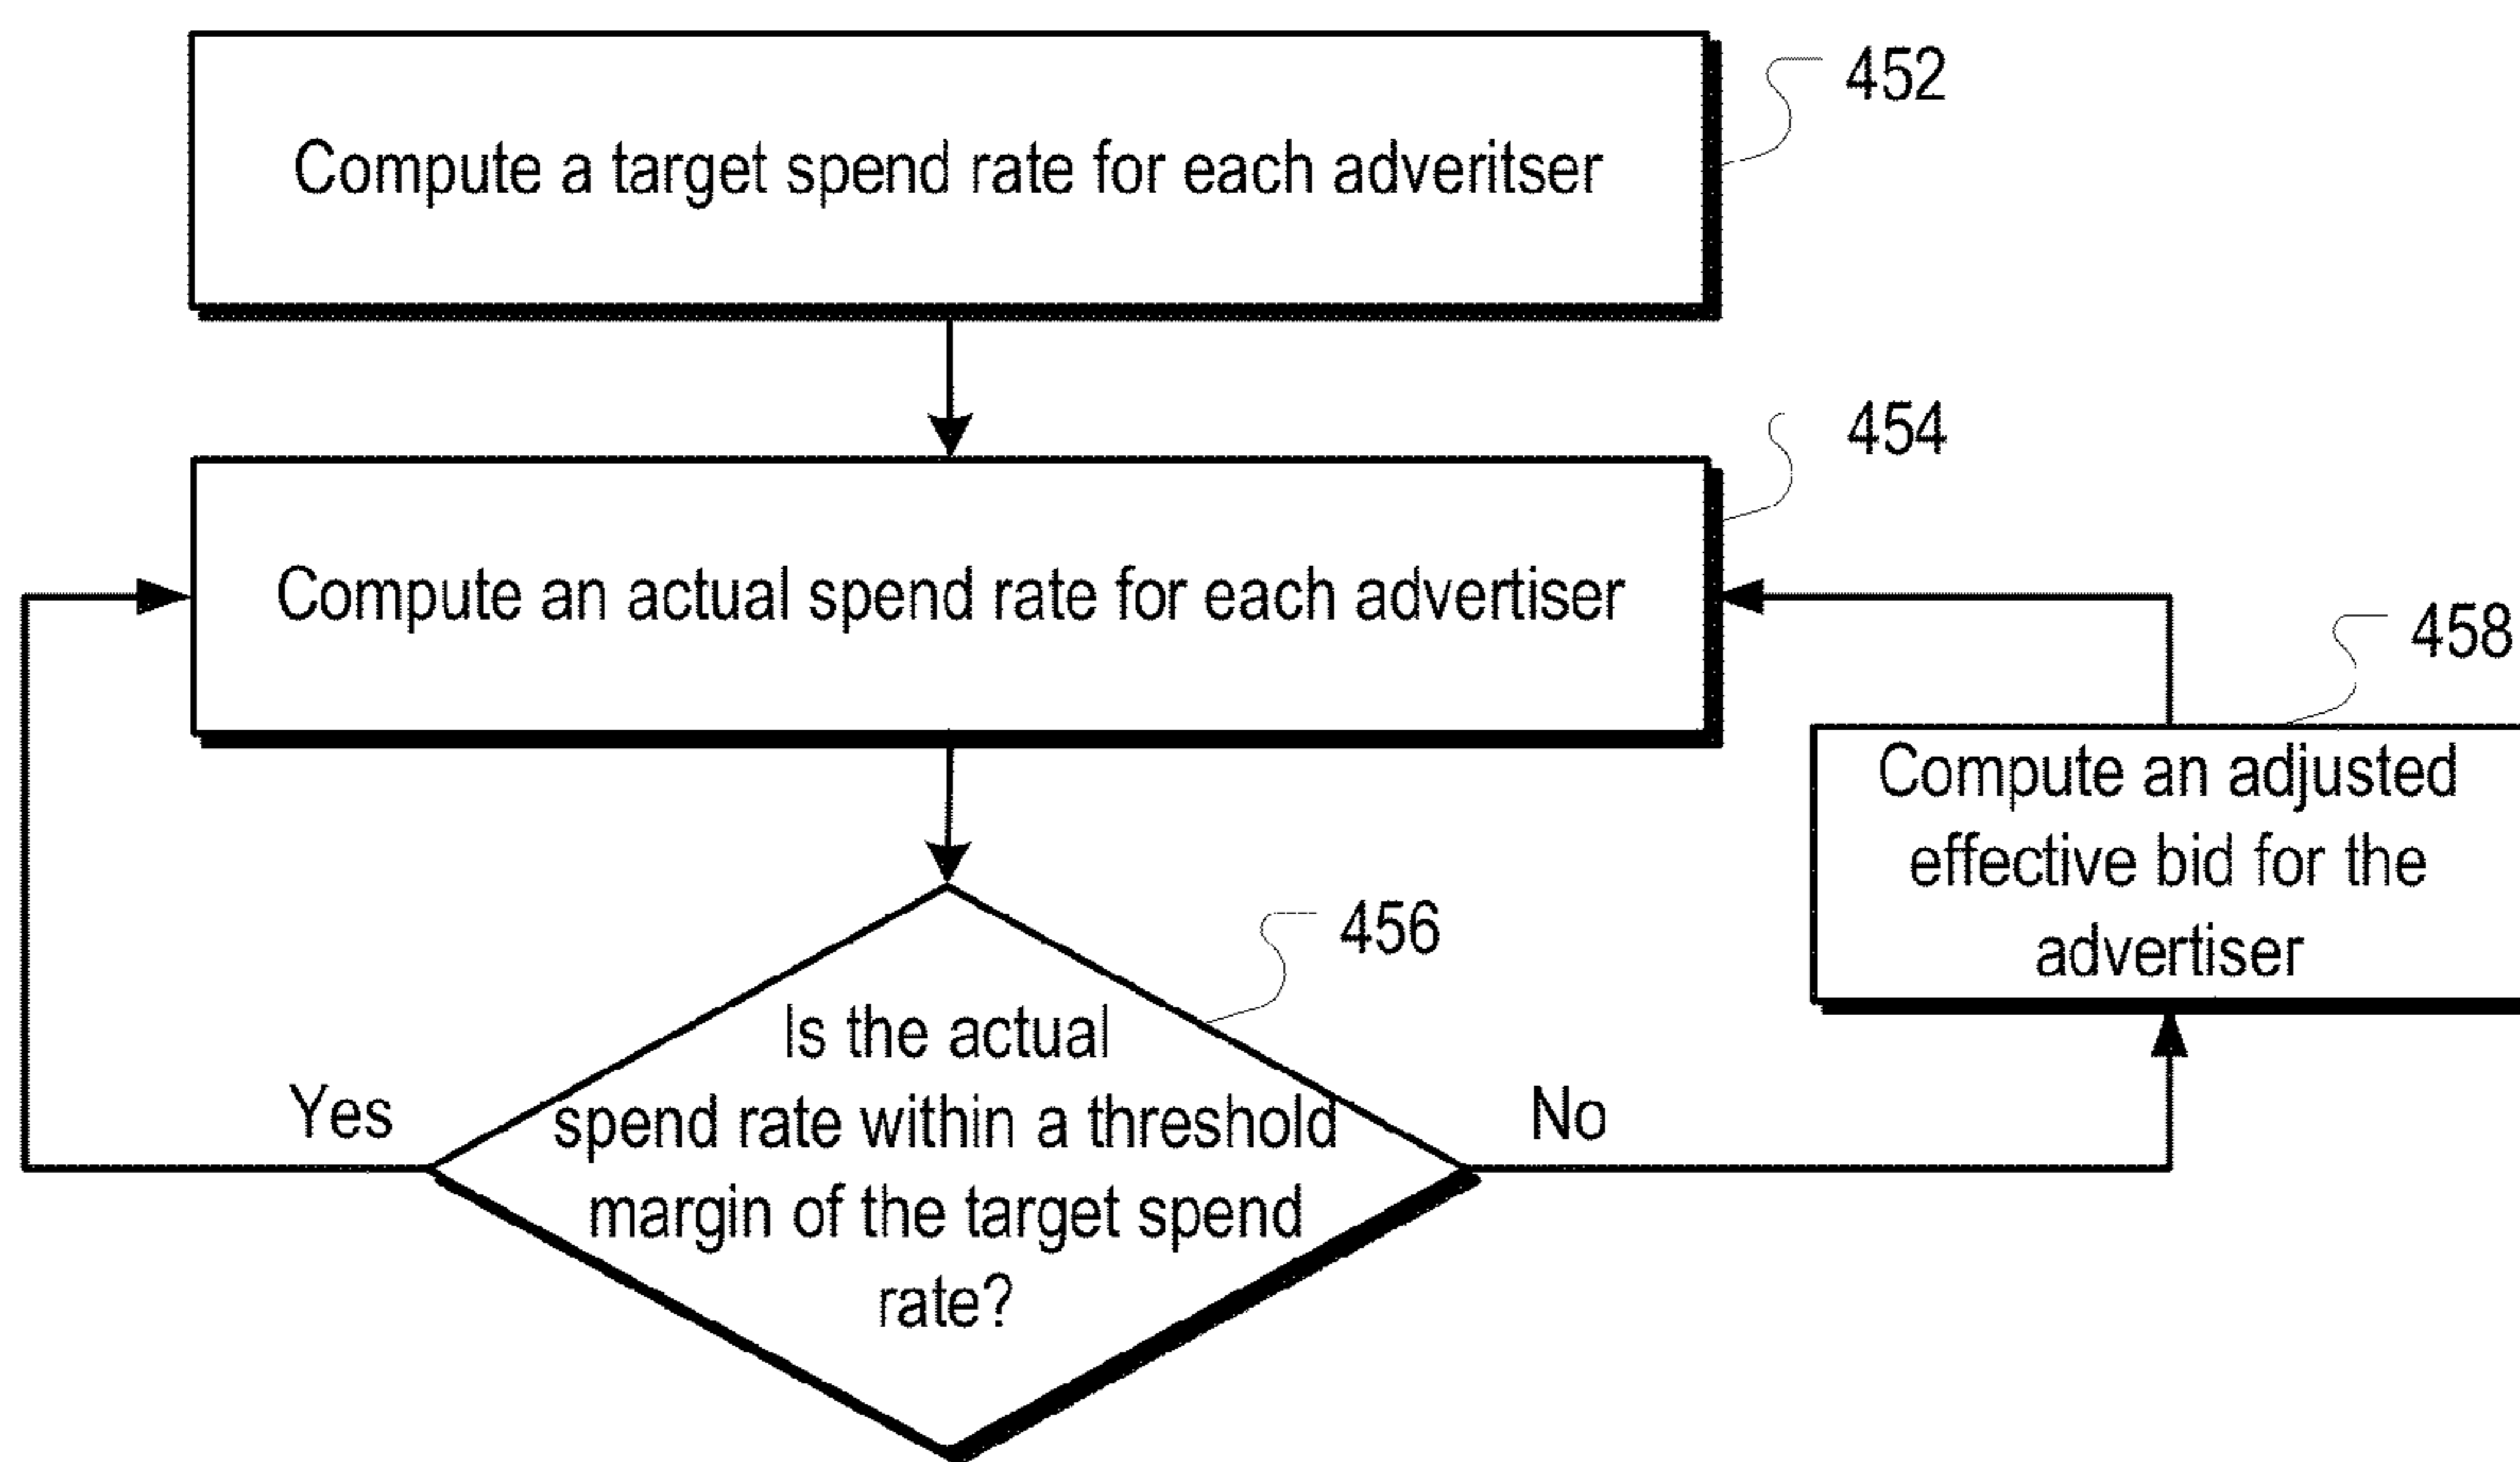 452
Compute a target spend rate for each adveritser
454
Compute an actual spend rate for each advertiser
458
Compute an adjusted
effective bid for the
advertiser
456
Is the actual
spend rate within a threshold
margin of the target spend
rate?
Yes
No